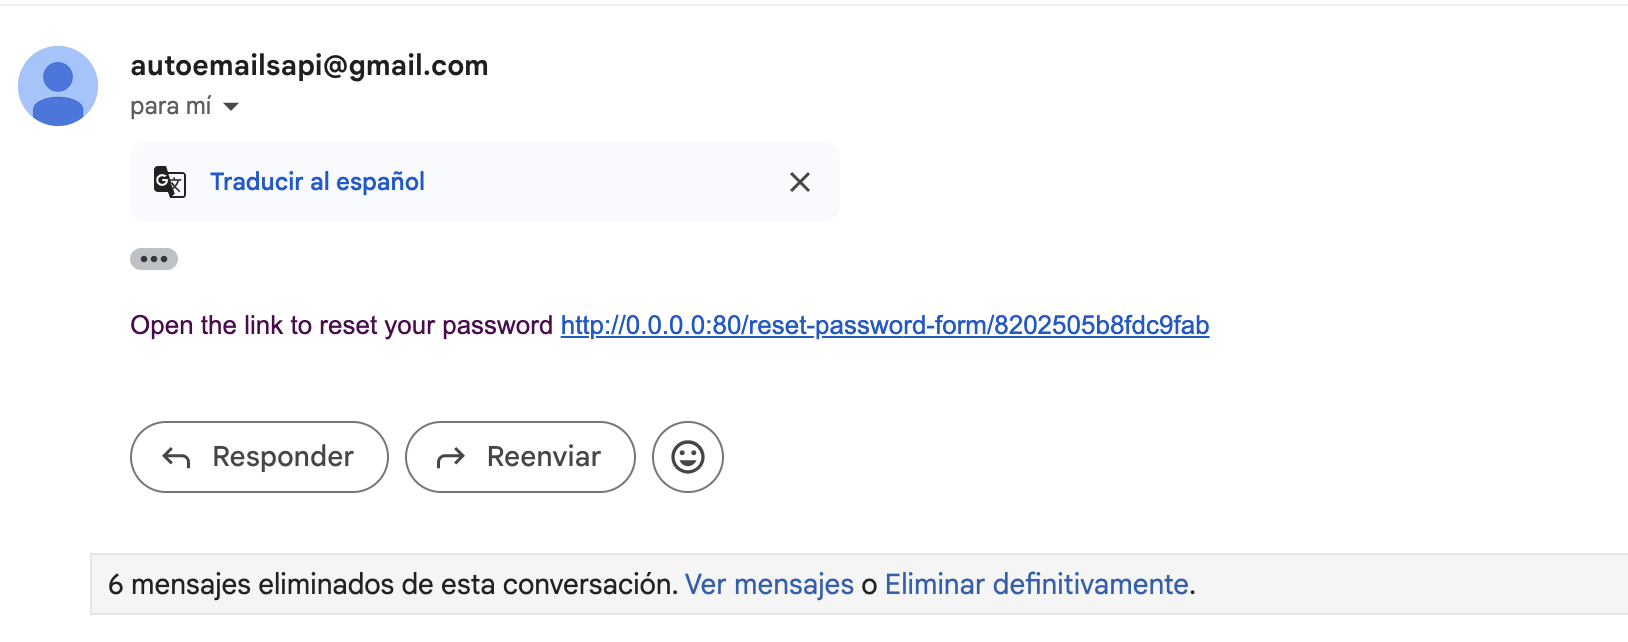 autoemailsapi@gmail.com
para mí
Traducir al español
Open the link to reset your password http://0.0.0.0:80/reset-password-form/8202505b8fdc9fab
Responder
Reenviar
6 mensajes eliminados de esta conversación. Ver mensajes o Eliminar definitivamente.